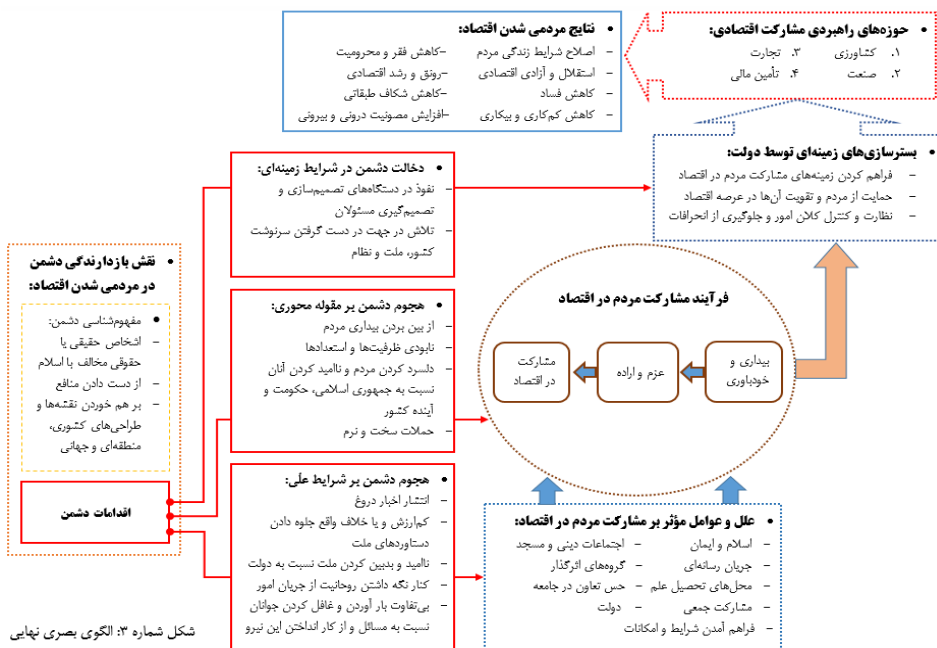 حوزه‌های راهبردی مشارکت اقتصادی:
۱. کشاورزی ۳. تجارت
۲. صنعت ۴. تأمین مالی
نتایج مردمی شدن اقتصاد:
- اصلاح شرایط زندگی مردم -کاهش فقر و محرومیت
- استقلال و آزادی اقتصادی -رونق و رشد اقتصادی
- کاهش فساد -کاهش شکاف طبقاتی
- کاهش کم‌کاری و بیکاری -افزایش مصونیت درونی و بیرونی
بسترسازی‌های زمینه‌ای توسط دولت:
- فراهم کردن زمینه‌های مشارکت مردم در اقتصاد
- حمایت از مردم و تقویت آن‌ها در عرصه اقتصاد
- نظارت و کنترل کلان امور و جلوگیری از انحرافات
دخالت دشمن در شرایط زمینه‌ای:
- نفوذ در دستگاه‌های تصمیم‌سازی و
تصمیم‌گیری مسئولان
- تلاش در جهت در دست گرفتن سرنوشت
کشور، ملت و نظام
نقش بازدارندگی دشمن
در مردمی شدن اقتصاد:
مفهوم‌شناسی دشمن:
- اشخاص حقیقی یا
حقوقی مخالف با اسلام
- از دست دادن منافع
- بر هم خوردن نقشه‌ها و
طراحی‌های کشوری،
منطقه‌ای و جهانی
اقدامات دشمن
هجوم دشمن بر مقوله محوری:
- از بین بردن بیداری مردم
- نابودی ظرفیت‌ها و استعدادها
- دلسرد کردن مردم و ناامید کردن آنان
نسبت به جمهوری اسلامی، حکومت و
آینده کشور
- حملات سخت و نرم
فرآیند مشارکت مردم در اقتصاد
بیداری و
خودباوری
عزم و اراده
مشارکت
در اقتصاد
هجوم دشمن بر شرایط علّی:
- انتشار اخبار دروغ
- کم‌ارزش و یا خلاف واقع جلوه دادن
دستاوردهای ملت
- ناامید و بدبین کردن ملت نسبت به دولت
- کنار نگه داشتن روحانیت از جریان امور
- بی‌تفاوت بار آوردن و غافل کردن جوانان
نسبت به مسائل و از کار انداختن این نیرو
علل و عوامل مؤثر بر مشارکت مردم در اقتصاد:
- اسلام و ایمان - اجتماعات دینی و مسجد
- جریان رسانه‌ای - گروه‌های اثرگذار
- محل‌های تحصیل علم - حس تعاون در جامعه
- مشارکت جمعی - دولت
- فراهم آمدن شرایط و امکانات
شکل شماره ۳: الگوی بصری نهایی